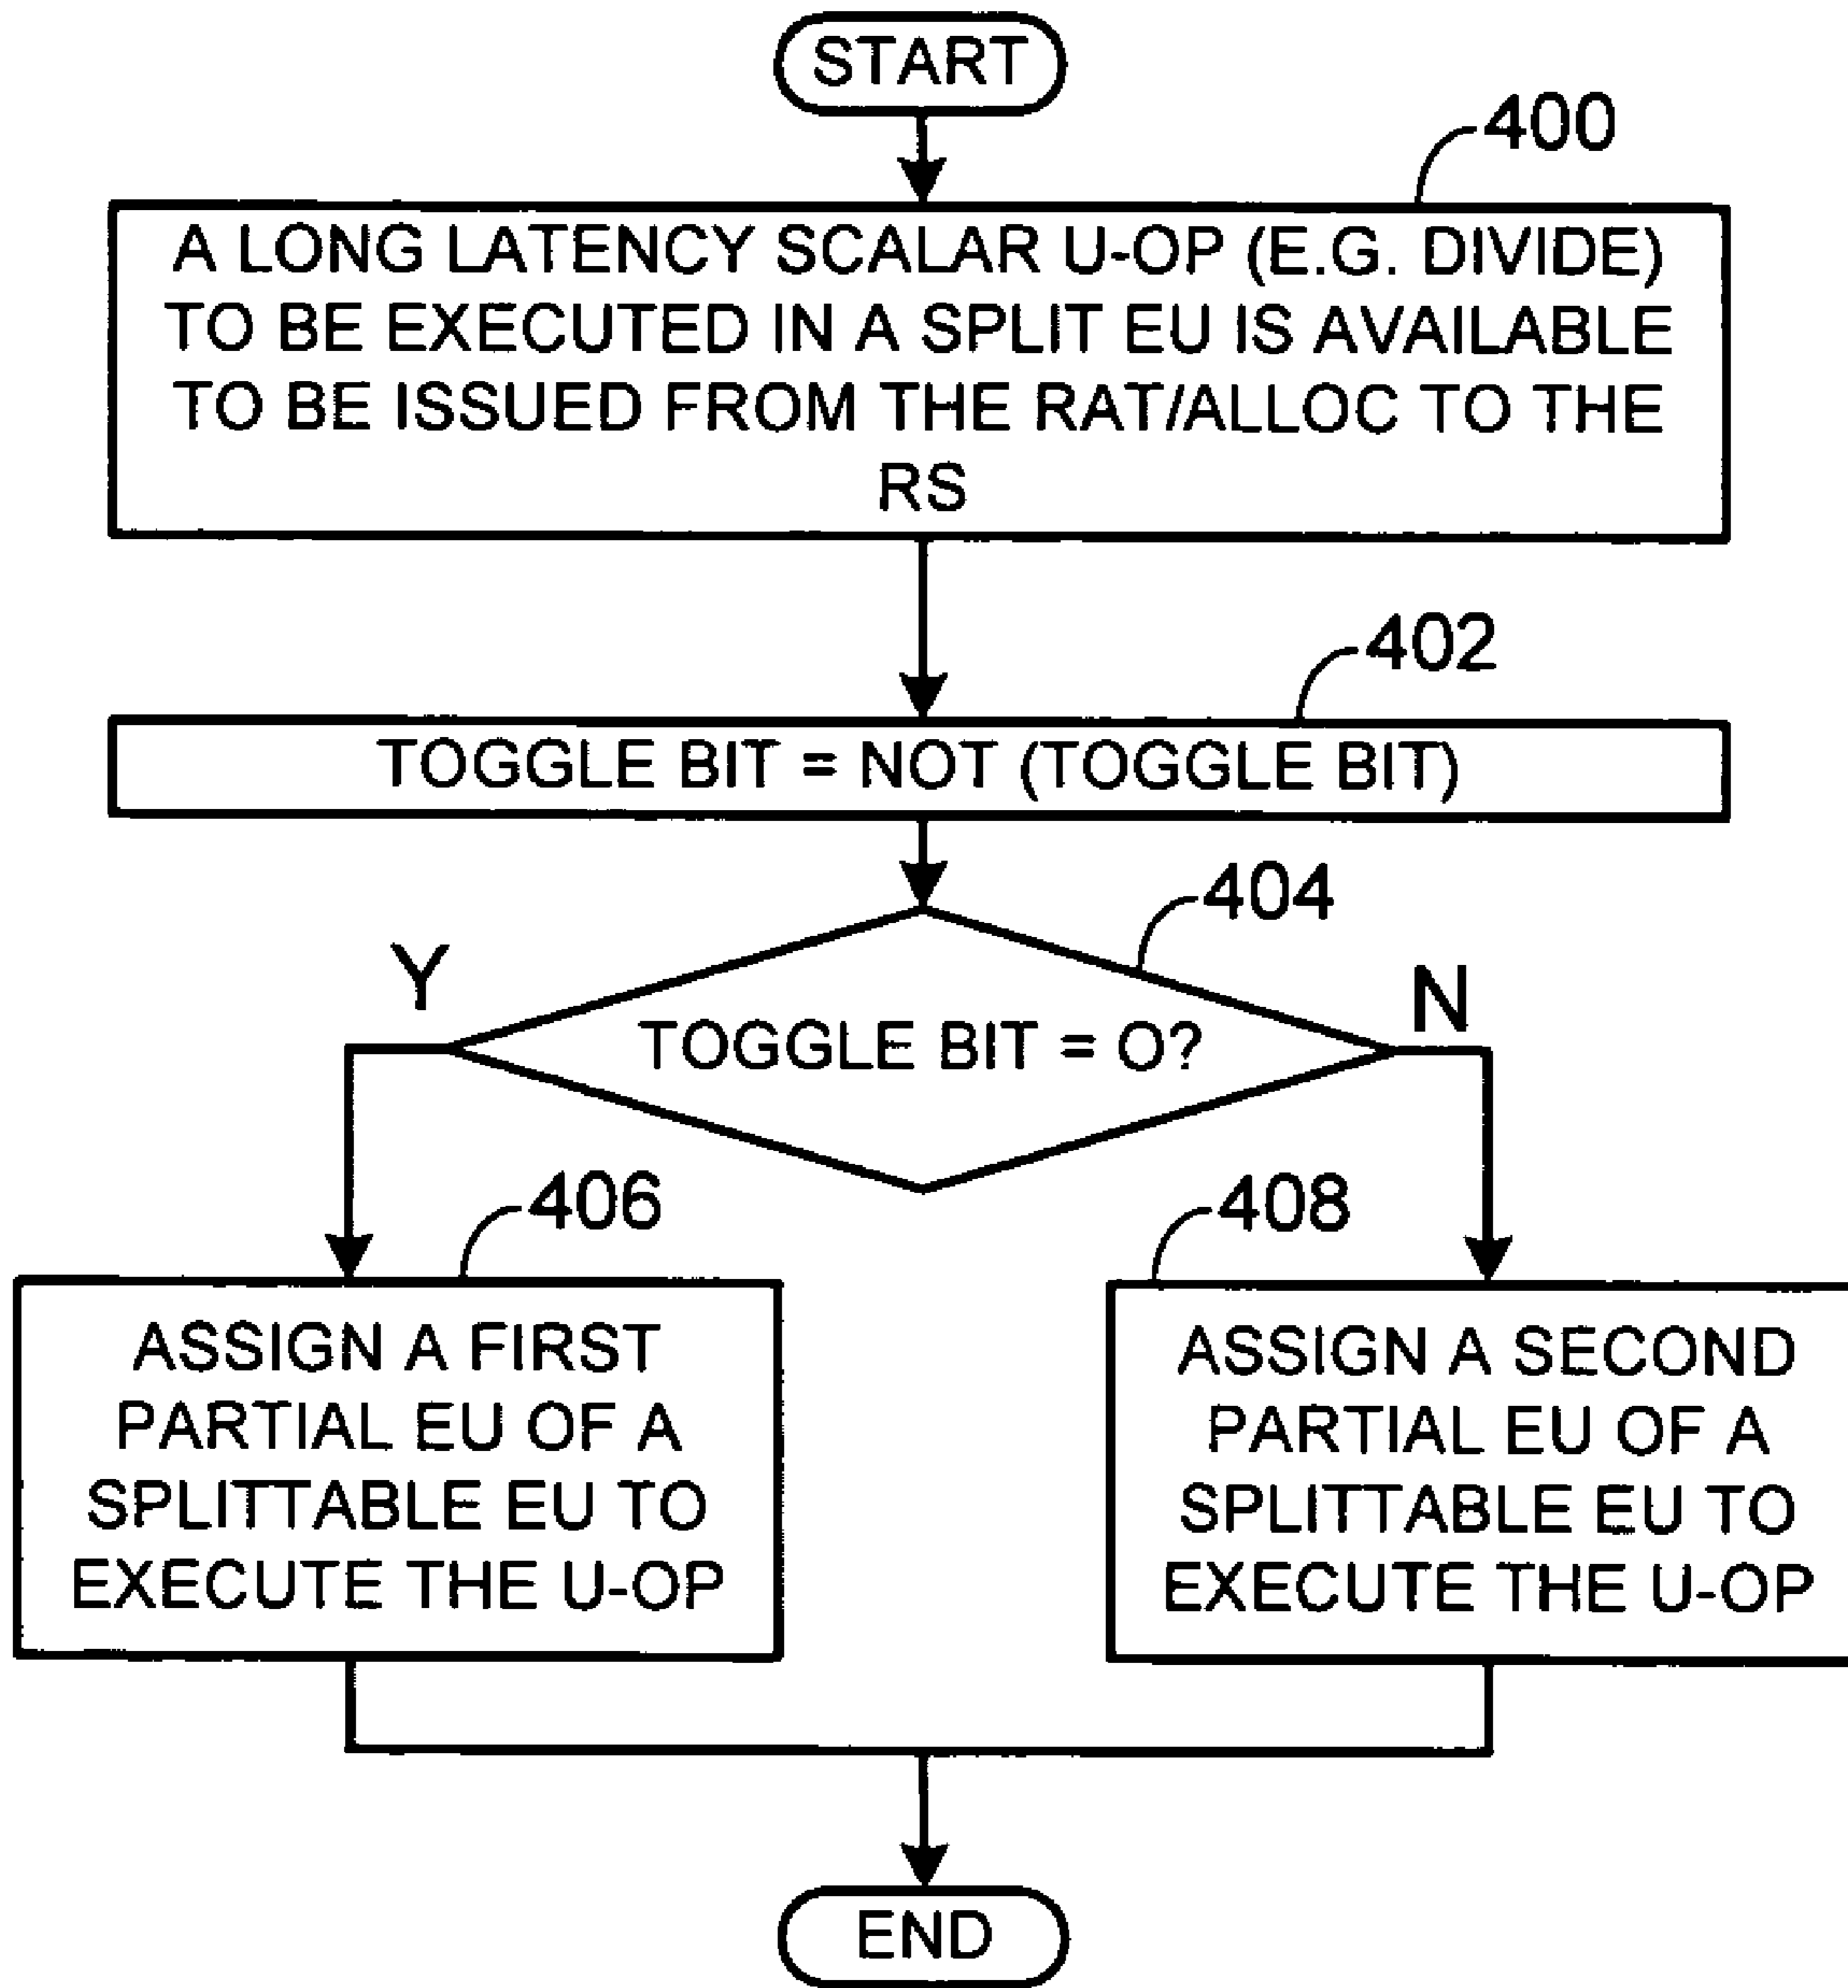 START
400
A LONG LATENCY SCALAR U-OP (E.G. DIVIDE)
TO BE EXECUTED IN A SPLIT EU IS AVAILABLE
TO BE ISSUED FROM THE RAT/ALLOC TO THE
RS
402
TOGGLE BIT = NOT (TOGGLE BIT)
404
Y
N
TOGGLE BIT = O?
406
ASSIGN A FIRST
PARTIAL EU OF A
SPLITTABLE EU TO
EXECUTE THE U-OP
408
ASSIGN A SECOND
PARTIAL EU OF A
SPLITTABLE EU TO
EXECUTE THE U-OP
END